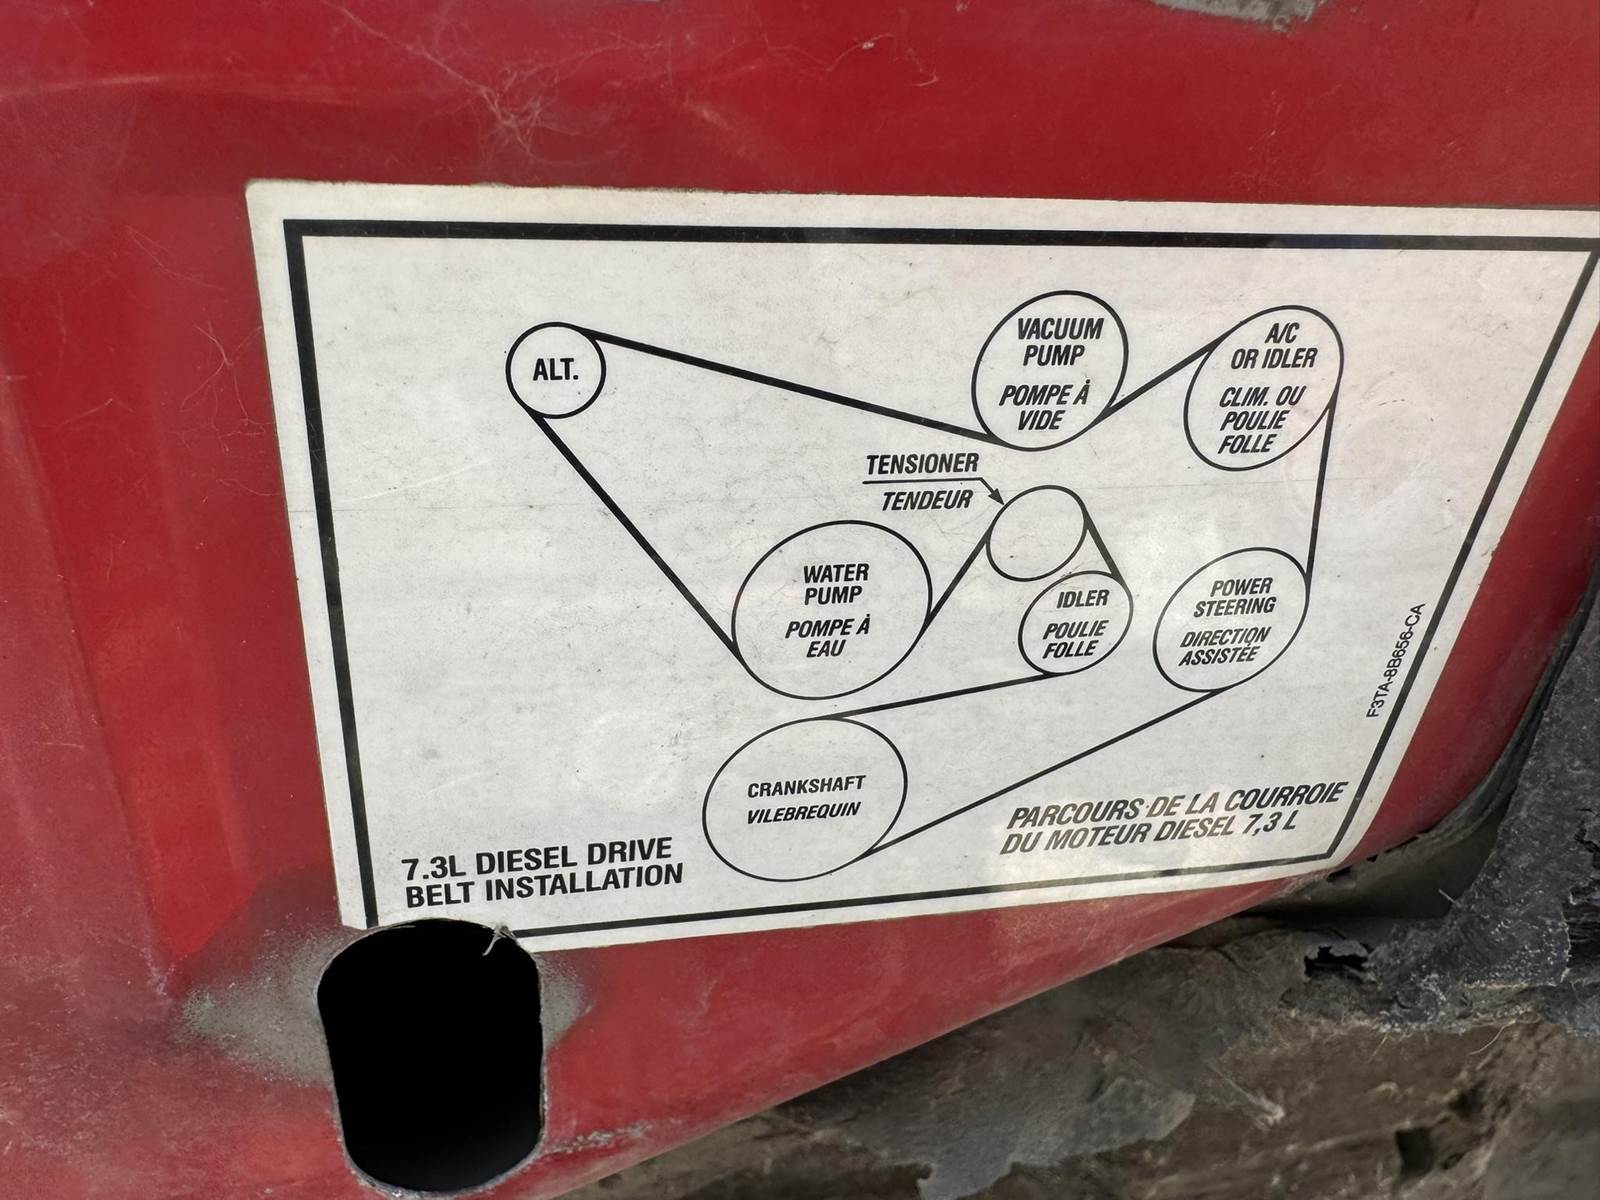 ALT.
VACUUM
PUMP
POMPE À
VIDE
A/C
OR IDLER
CLIM. OU
POULIE
FOLLE
TENSIONER
TENDEUR
WATER
PUMP
POMPE À
EAU
IDLER
POULIE
FOLLE
POWER
STEERING
DIRECTION
ASSISTÉE
F3TA-8B656-CA
CRANKSHAFT
VILEBREQUIN
7.3L DIESEL DRIVE
BELT INSTALLATION
PARCOURS DE LA COURROIE
DU MOTEUR DIESEL 7,3 L